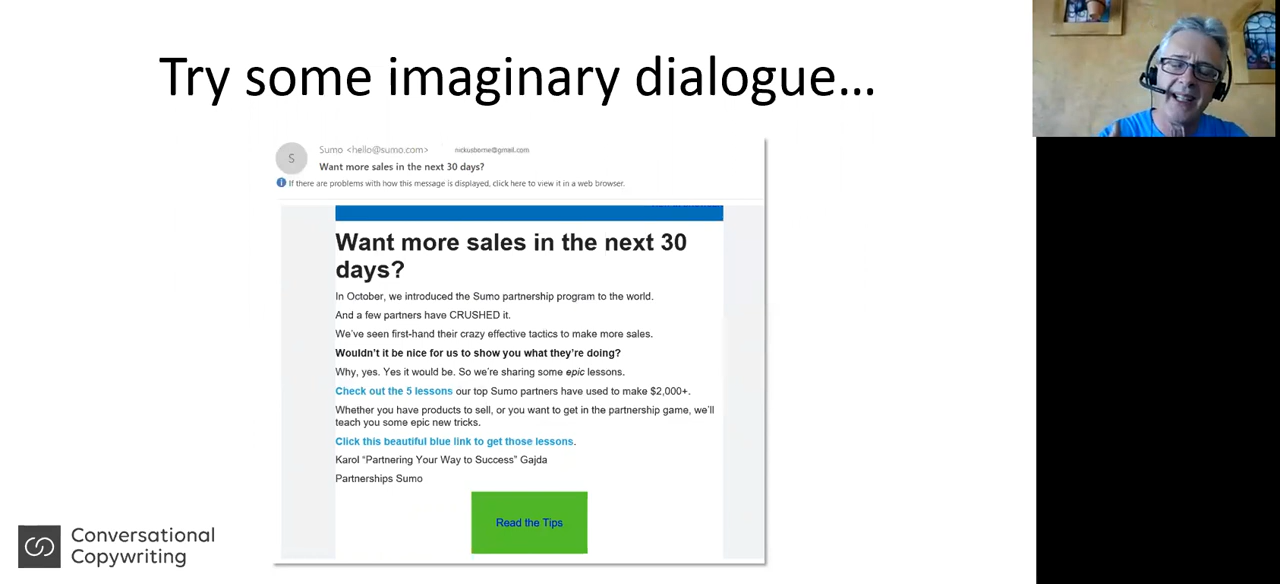 Try some imaginary dialogue...
S
Sumo <hello@sumo.com> nickusborne@gmail.com
Want more sales in the next 30 days?
If there are problems with how this message is displayed, click here to view it in a web browser.
Want more sales in the next 30
days?
In October, we introduced the Sumo partnership program to the world.
And a few partners have CRUSHED it.
We've seen first-hand their crazy effective tactics to make more sales.
Wouldn't it be nice for us to show you what they're doing?
Why, yes. Yes it would be. So we're sharing some epic lessons.
Check out the 5 lessons our top Sumo partners have used to make $2,000+.
Whether you have products to sell, or you want to get in the partnership game, we'll
teach you some epic new tricks.
Click this beautiful blue link to get those lessons.
Karol "Partnering Your Way to Success" Gajda
Partnerships Sumo
Read the Tips
Conversational
Copywriting